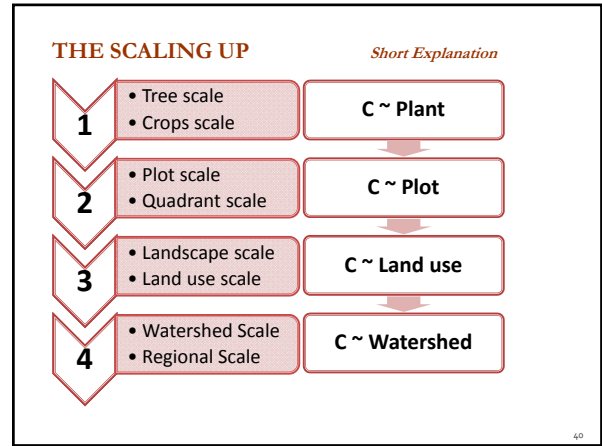 THE SCALING UP
Short Explanation
1
• Tree scale
• Crops scale
C ~ Plant
2
• Plot scale
• Quadrant scale
C ~ Plot
3
• Landscape scale
• Land use scale
C ~ Land use
4
• Watershed Scale
• Regional Scale
C ~ Watershed
40